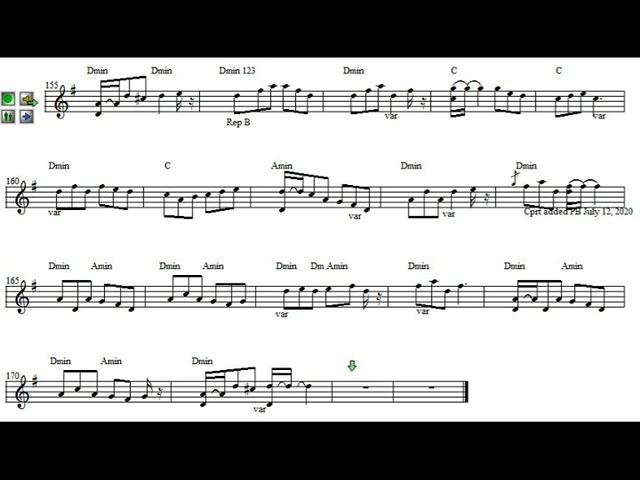 Dmin Dmin Dmin 123 Dmin C C
155
Rep B var var
Dmin C Amin Dmin Dmin
160
var var var Cprt added PB July 12, 2020
Dmin Amin Dmin Amin Dmin Dm Amin Dmin Dmin Amin
165
var var
Dmin Amin Dmin
170
var